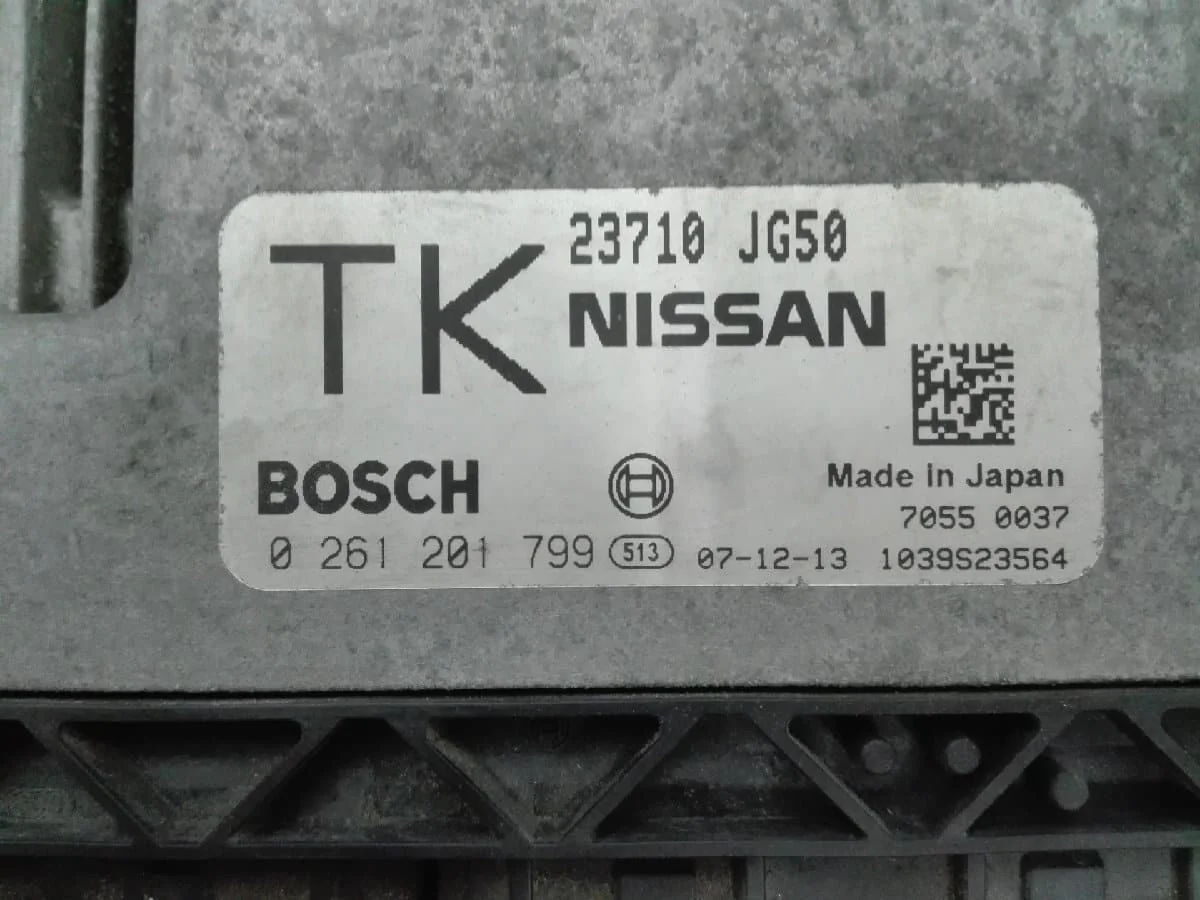 TK
23710 JG50
NISSAN
BOSCH
Made in Japan
7055 0037
0 261 201 799 513 07-12-13 1039S23564